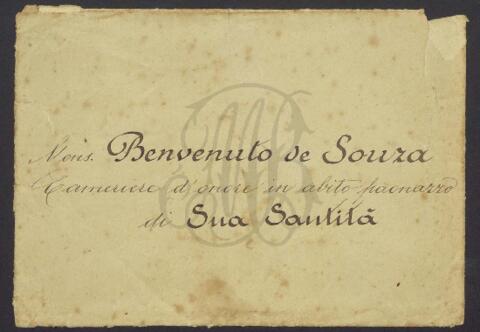 Mons. Benvenuto de Souza
Cameriere d'onore in abito paonazzo
di Sua Santità